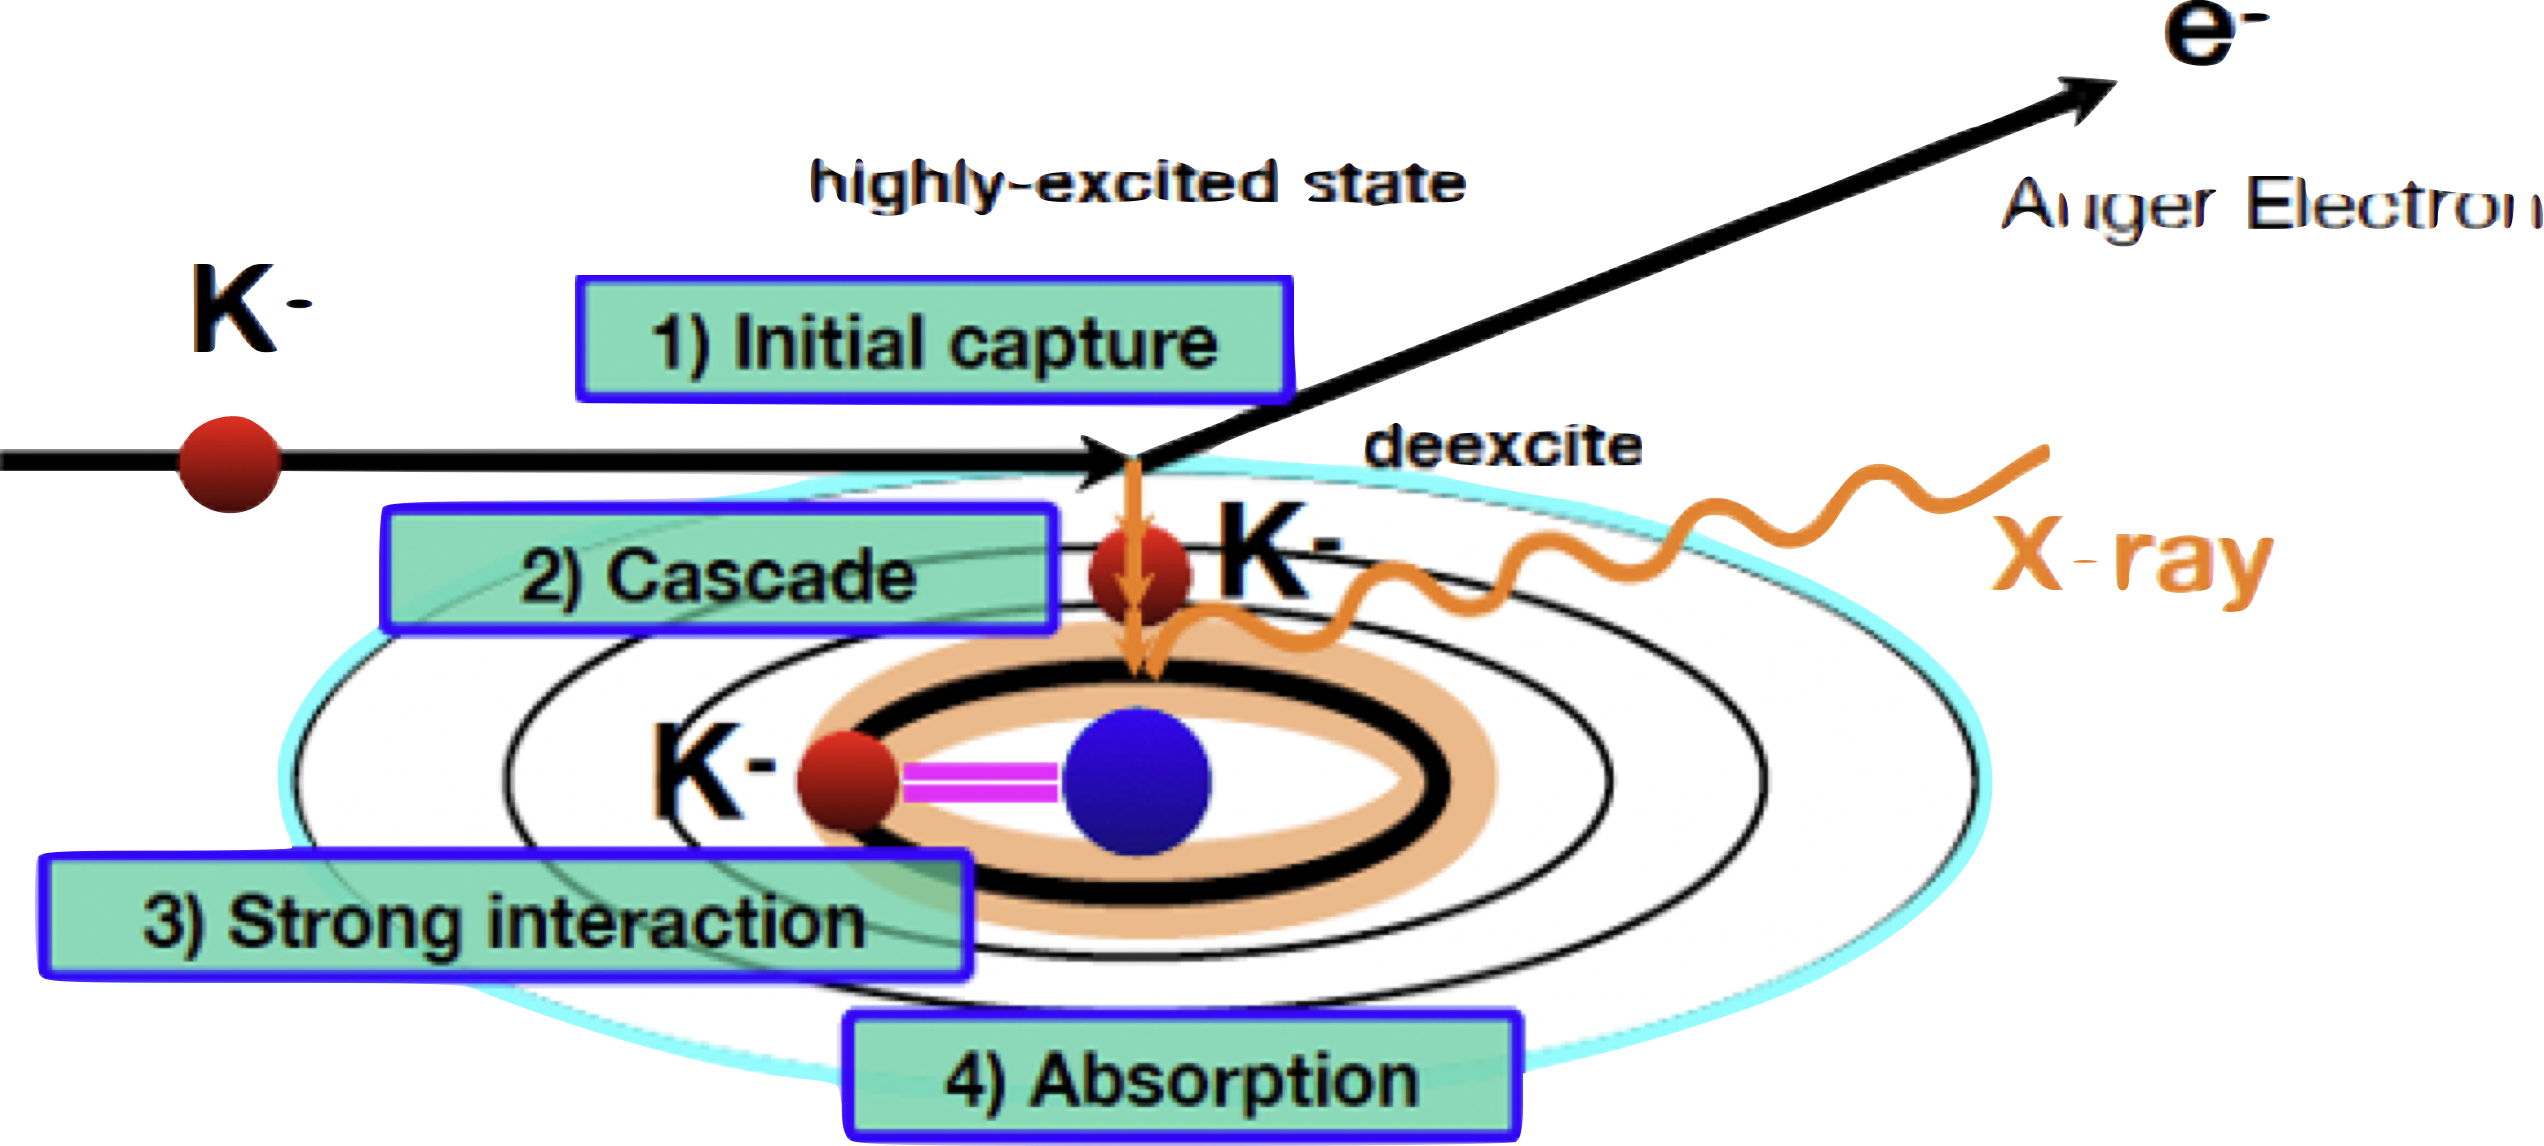 e-
highly-excited state
Auger Electron
K-
1) Initial capture
deexcite
K-
X-ray
2) Cascade
K-
3) Strong interaction
4) Absorption